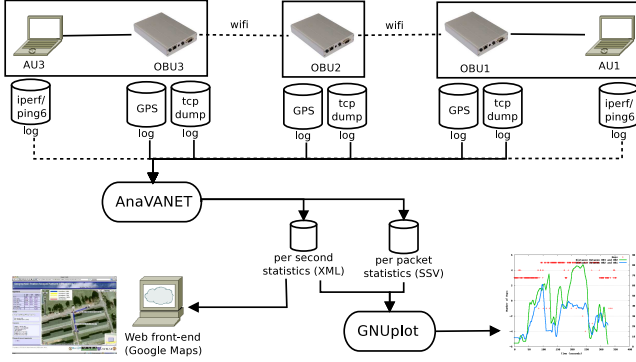 wifi
wifi
AU3
OBU3
OBU2
OBU1
AU1
iperf/
ping6
log
GPS
log
tcp
dump
log
GPS
log
tcp
dump
log
GPS
log
tcp
dump
log
iperf/
ping6
log
AnaVANET
per second
statistics (XML)
per packet
statistics (SSV)
Web front-end
(Google Maps)
GNUplot